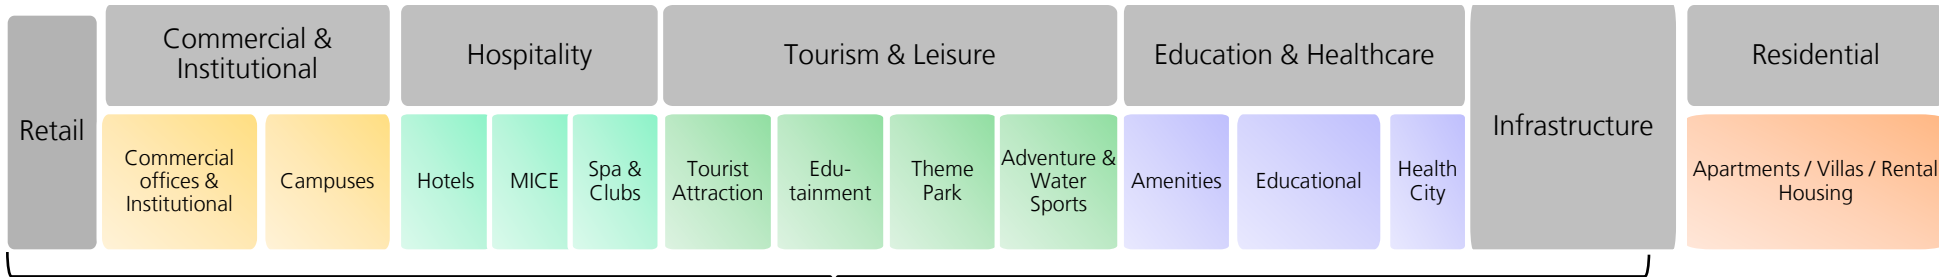 Retail
Commercial &
Institutional
Commercial
offices &
Institutional
Campuses
Hospitality
Hotels
MICE
Spa &
Clubs
Tourism & Leisure
Tourist
Attraction
Edu-
tainment
Theme
Park
Adventure &
Water
Sports
Education & Healthcare
Amenities
Educational
Health
City
Infrastructure
Residential
Apartments / Villas / Rental
Housing